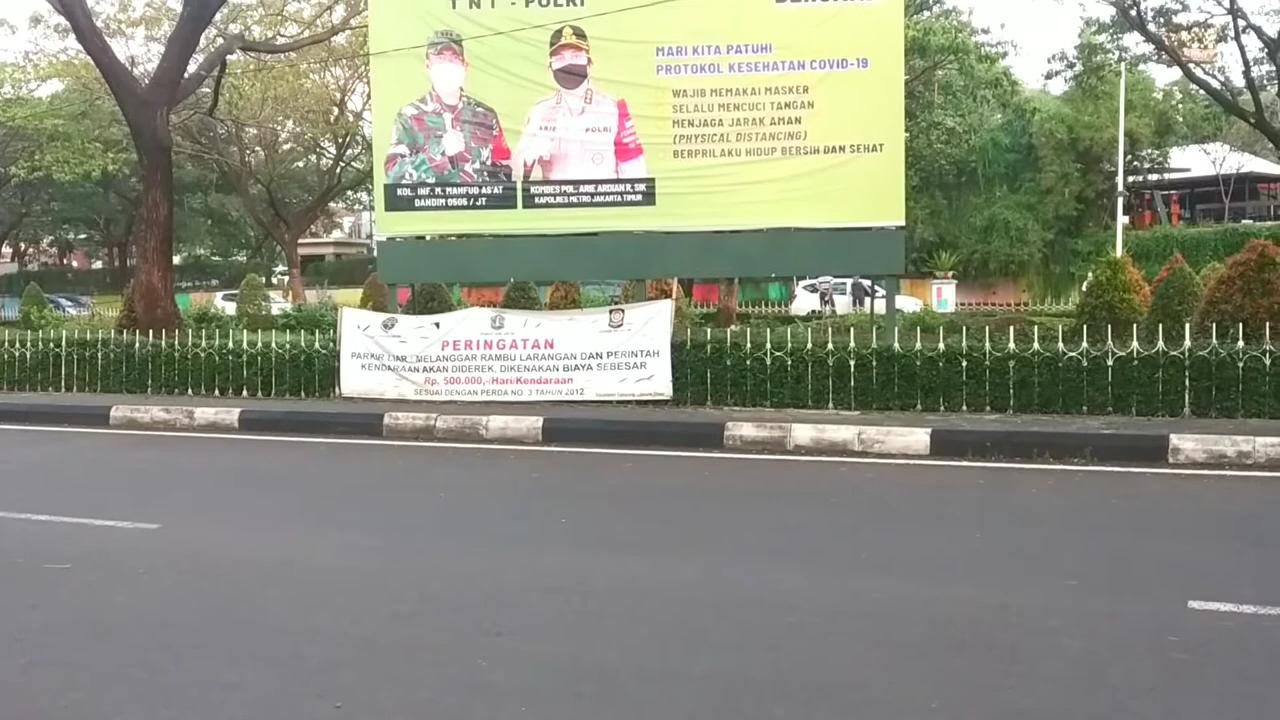 TNI - POLRI
MARI KITA PATUHI
PROTOKOL KESEHATAN COVID-19
WAJIB MEMAKAI MASKER
SELALU MENCUCI TANGAN
MENJAGA JARAK AMAN
(PHYSICAL DISTANCING)
BERPRILAKU HIDUP BERSIH DAN SEHAT
ARIE
POLRI
KOL. INF. M. MAHFUD AS'AT
DANDIM 0505 / JT
KOMBES POL. ARIE ARDIAN R, SIK
KAPOLRES METRO JAKARTA TIMUR
PERINGATAN
PARKIR LIAR, MELANGGAR RAMBU LARANGAN DAN PERINTAH
KENDARAAN AKAN DIDEREK, DIKENAKAN BIAYA SEBESAR
Rp. 500.000,-/Hari/Kendaraan
SESUAI DENGAN PERDA NO. 3 TAHUN 2012